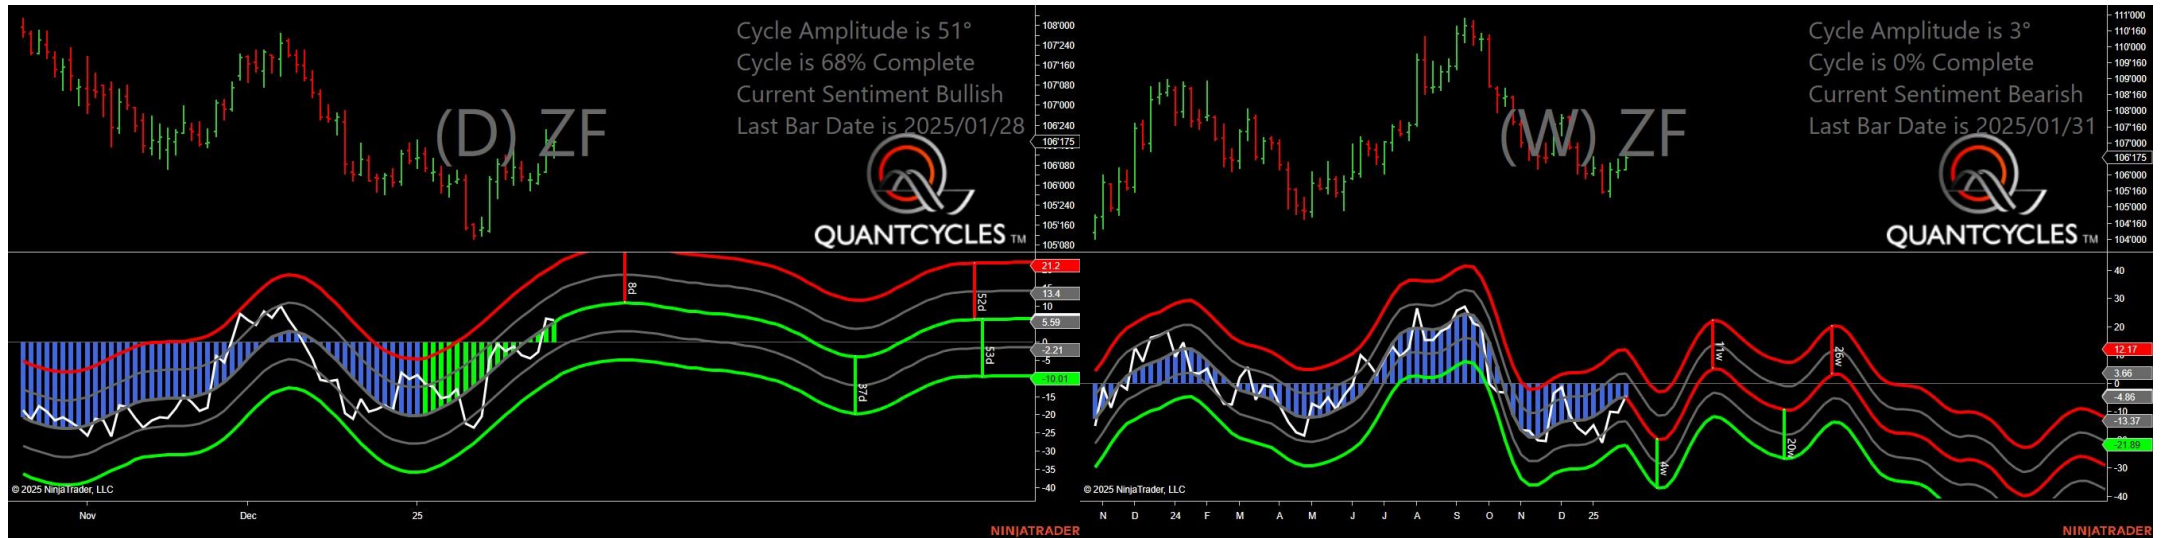 Cycle Amplitude is 51°
Cycle is 68% Complete
Current Sentiment Bullish
Last Bar Date is 2025/01/28
(D) ZF
QUANTCYCLES TM
108'000
107'240
107'160
107'080
107'000
106'240
106'175
106'080
106'000
105'240
105'160
105'080
21.2
13.4
10
5.59
0
-2.21
-5
-10.01
-15
-20
-25
-30
-35
-40
8d
37d
52d
53d
© 2025 NinjaTrader, LLC
Nov
Dec
25
NINJATRADER
Cycle Amplitude is 3°
Cycle is 0% Complete
Current Sentiment Bearish
Last Bar Date is 2025/01/31
(W) ZF
QUANTCYCLES TM
111'000
110'160
110'000
109'160
109'000
108'160
108'000
107'160
107'000
106'175
106'000
105'160
105'000
104'160
104'000
40
30
20
12.17
3.66
0
-4.86
-10
-13.37
-21.89
-30
-40
4w
11w
20w
26w
© 2025 NinjaTrader, LLC
N
D
24
F
M
A
M
J
J
A
S
O
N
D
25
NINJATRADER